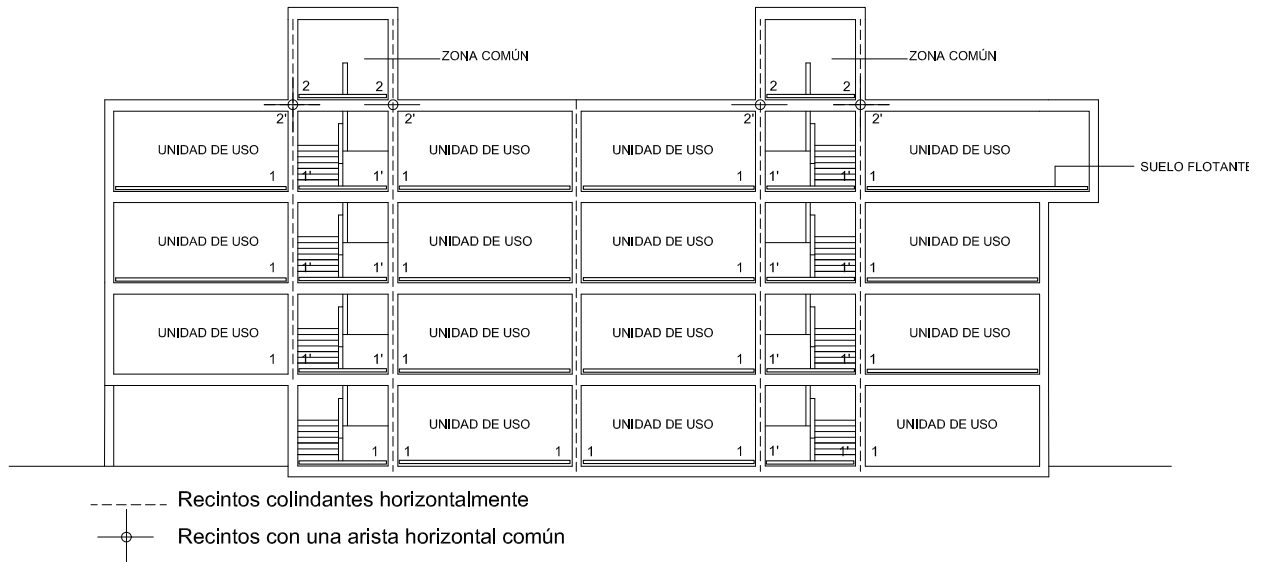 ZONA COMÚN
ZONA COMÚN
2 2 2 2
2' 2' 2' 2'
UNIDAD DE USO UNIDAD DE USO UNIDAD DE USO UNIDAD DE USO
SUELO FLOTANTE
1 1' 1' 1 1 1' 1' 1
UNIDAD DE USO UNIDAD DE USO UNIDAD DE USO UNIDAD DE USO
1 1' 1' 1 1 1' 1' 1
UNIDAD DE USO UNIDAD DE USO UNIDAD DE USO UNIDAD DE USO
1 1' 1' 1 1 1' 1' 1
UNIDAD DE USO UNIDAD DE USO UNIDAD DE USO
1 1 1 1 1 1' 1' 1
Recintos colindantes horizontalmente
Recintos con una arista horizontal común